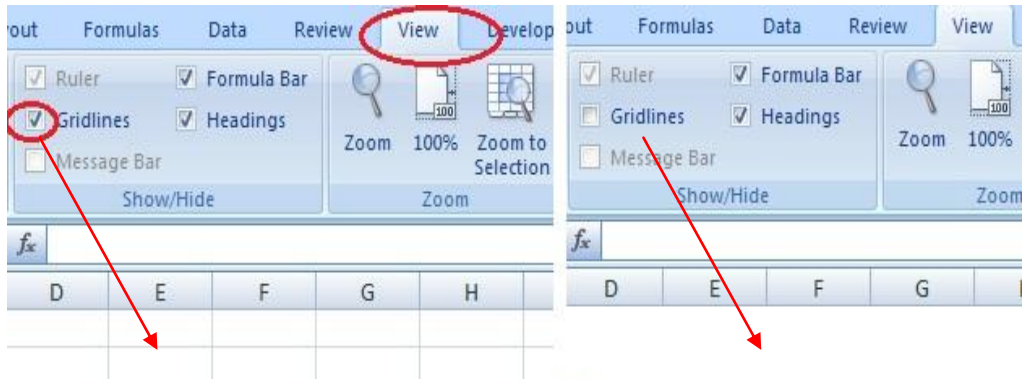 out Formulas Data Review View Develop
Ruler Formula Bar
Gridlines Headings
Message Bar
100
Zoom 100% Zoom to
Selection
Show/Hide Zoom
fx
D E F G H
out Formulas Data Review View
Ruler Formula Bar
Gridlines Headings
Message Bar
100
Zoom 100%
Show/Hide Zoom
fx
D E F G